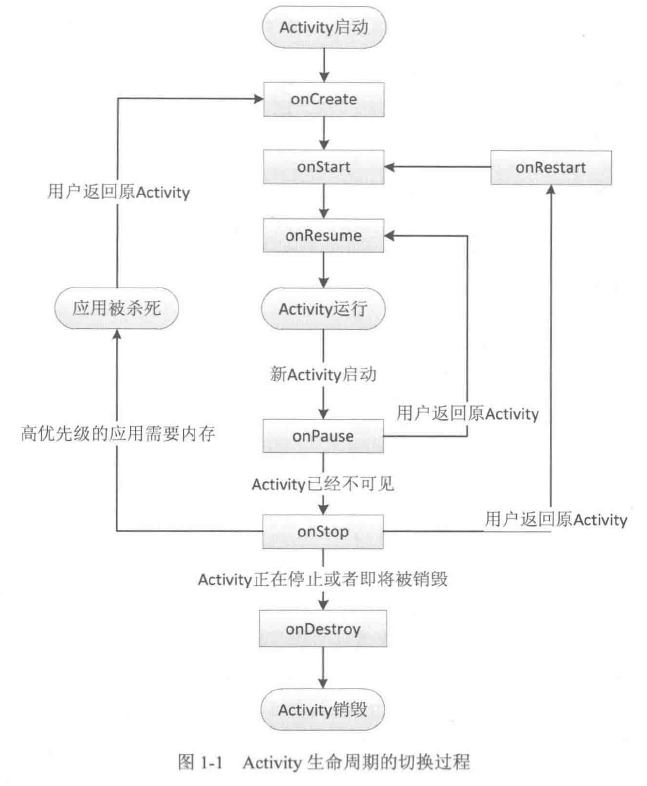 Activity启动
onCreate
onStart
onRestart
用户返回原Activity
onResume
应用被杀死
Activity运行
新Activity启动
用户返回原Activity
高优先级的应用需要内存
onPause
Activity已经不可见
用户返回原Activity
onStop
Activity正在停止或者即将被销毁
onDestroy
Activity销毁
图 1-1 Activity 生命周期的切换过程